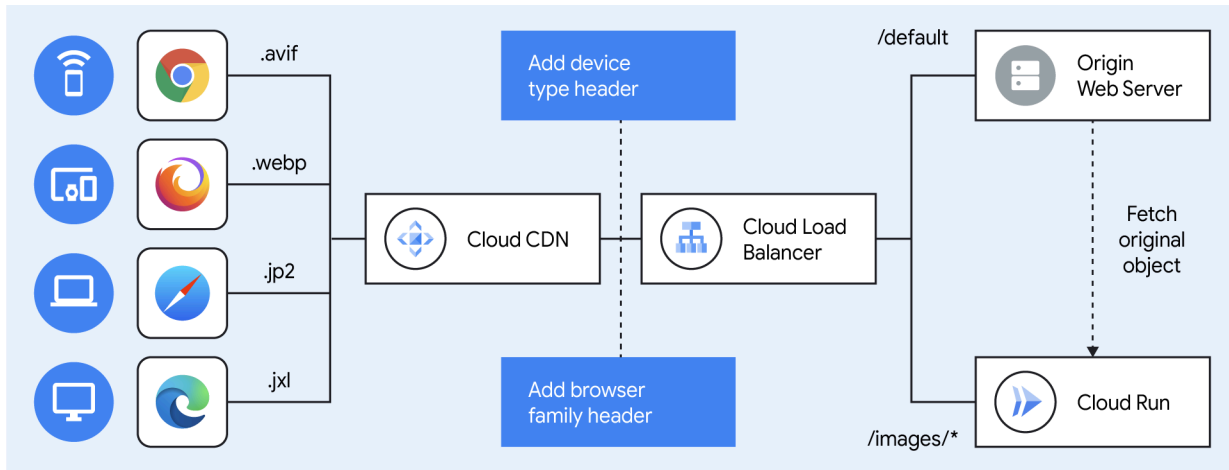 .avif
.webp
.jp2
.jxl
Add device
type header
Cloud CDN
Cloud Load
Balancer
Add browser
family header
/default
Origin
Web Server
Fetch
original
object
/images/*
Cloud Run